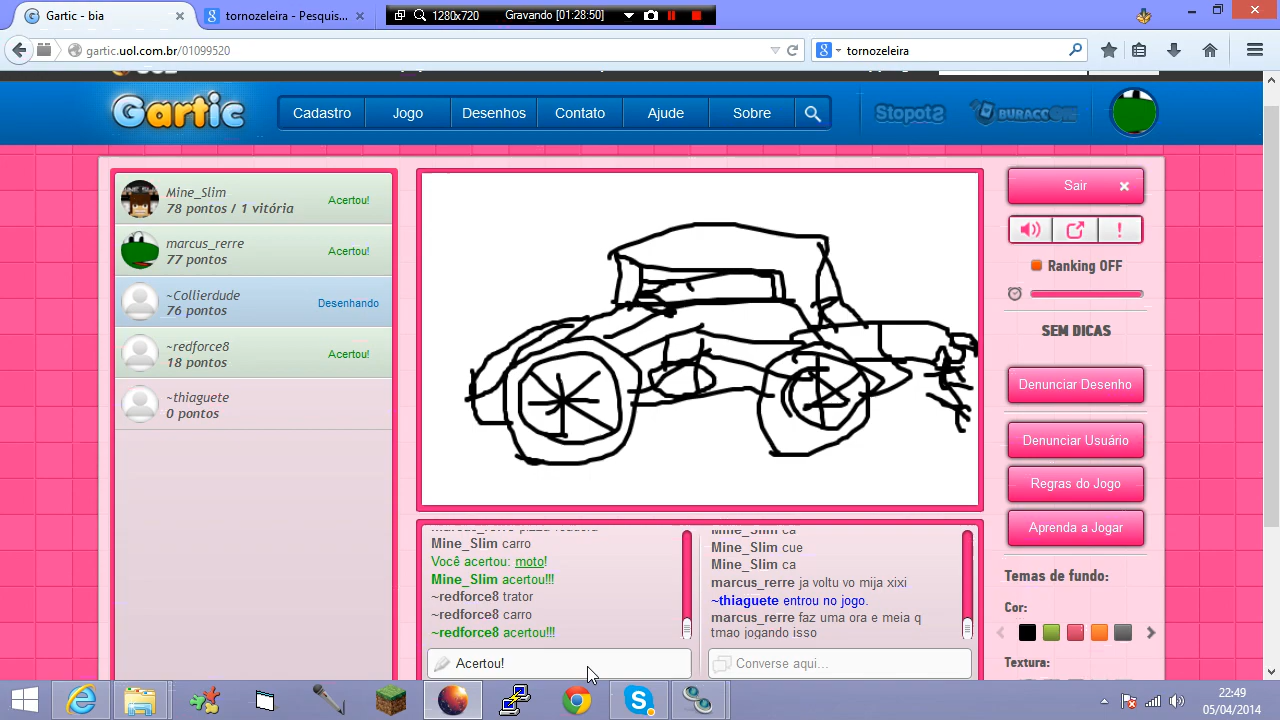 Gartic - bia
tornozeleira - Pesquis...
1280x720 Gravando [01:28:50]
gartic.uol.com.br/01099520
tornozeleira
Gartic
Cadastro Jogo Desenhos Contato Ajude Sobre
StopotS
BURACOON
Mine_Slim
78 pontos / 1 vitória
Acertou!
marcus_rerre
77 pontos
Acertou!
~Collierdude
76 pontos
Desenhando
~redforce8
18 pontos
Acertou!
~thiaguete
0 pontos
Sair
Ranking OFF
SEM DICAS
Denunciar Desenho
Denunciar Usuário
Regras do Jogo
Aprenda a Jogar
Temas de fundo:
Cor:
Textura:
Mine_Slim carro
Você acertou: moto!
Mine_Slim acertou!!!
~redforce8 trator
~redforce8 carro
~redforce8 acertou!!!
Acertou!
Mine_Slim ca
Mine_Slim cue
Mine_Slim ca
marcus_rerre ja voltu vo mija xixi
~thiaguete entrou no jogo.
marcus_rerre faz uma ora e meia q
tmao jogando isso
Converse aqui...
22:49
05/04/2014